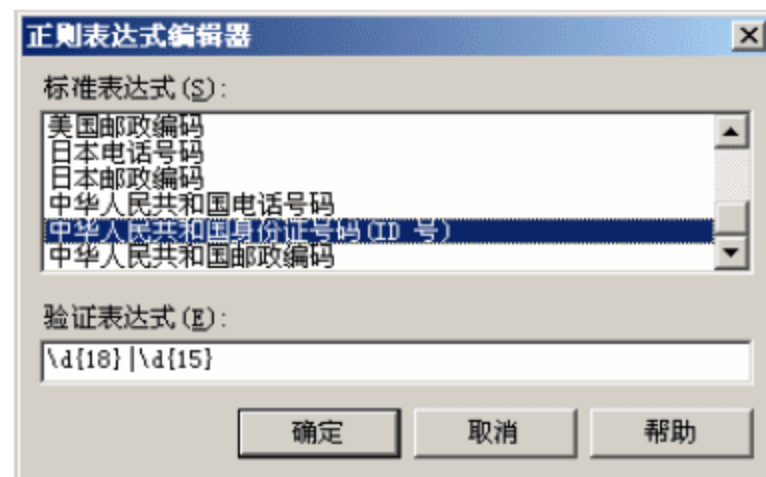 正则表达式编辑器
标准表达式(S):
美国邮政编码
日本电话号码
日本邮政编码
中华人民共和国电话号码
中华人民共和国身份证号码(ID 号)
中华人民共和国邮政编码
验证表达式(E):
\d{18}|\d{15}
确定 取消 帮助